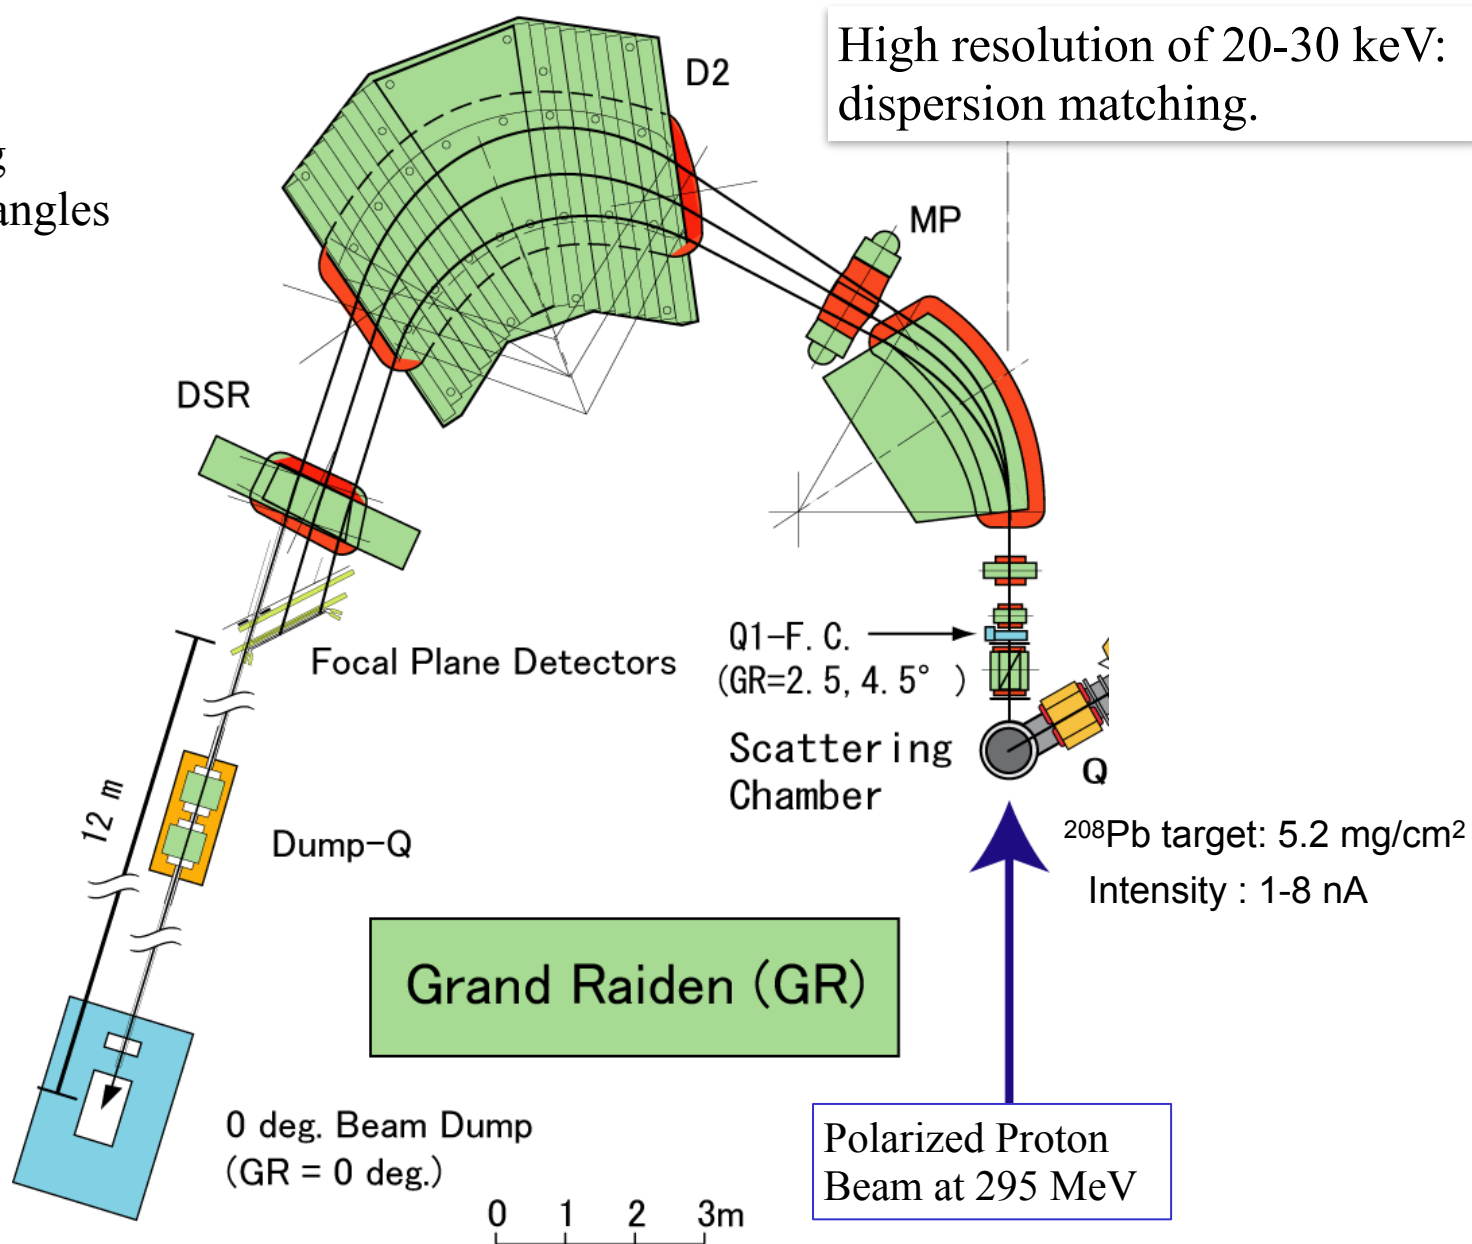 High resolution of 20-30 keV:
dispersion matching.
D2
angles
MP
DSR
Q1-F.C.
(GR=2.5,4.5° )
Focal Plane Detectors
Scattering
Chamber
Q
12 m
Dump-Q
²⁰⁸Pb target: 5.2 mg/cm²
Intensity : 1-8 nA
Grand Raiden (GR)
0 deg. Beam Dump
(GR = 0 deg.)
Polarized Proton
Beam at 295 MeV
0 1 2 3m